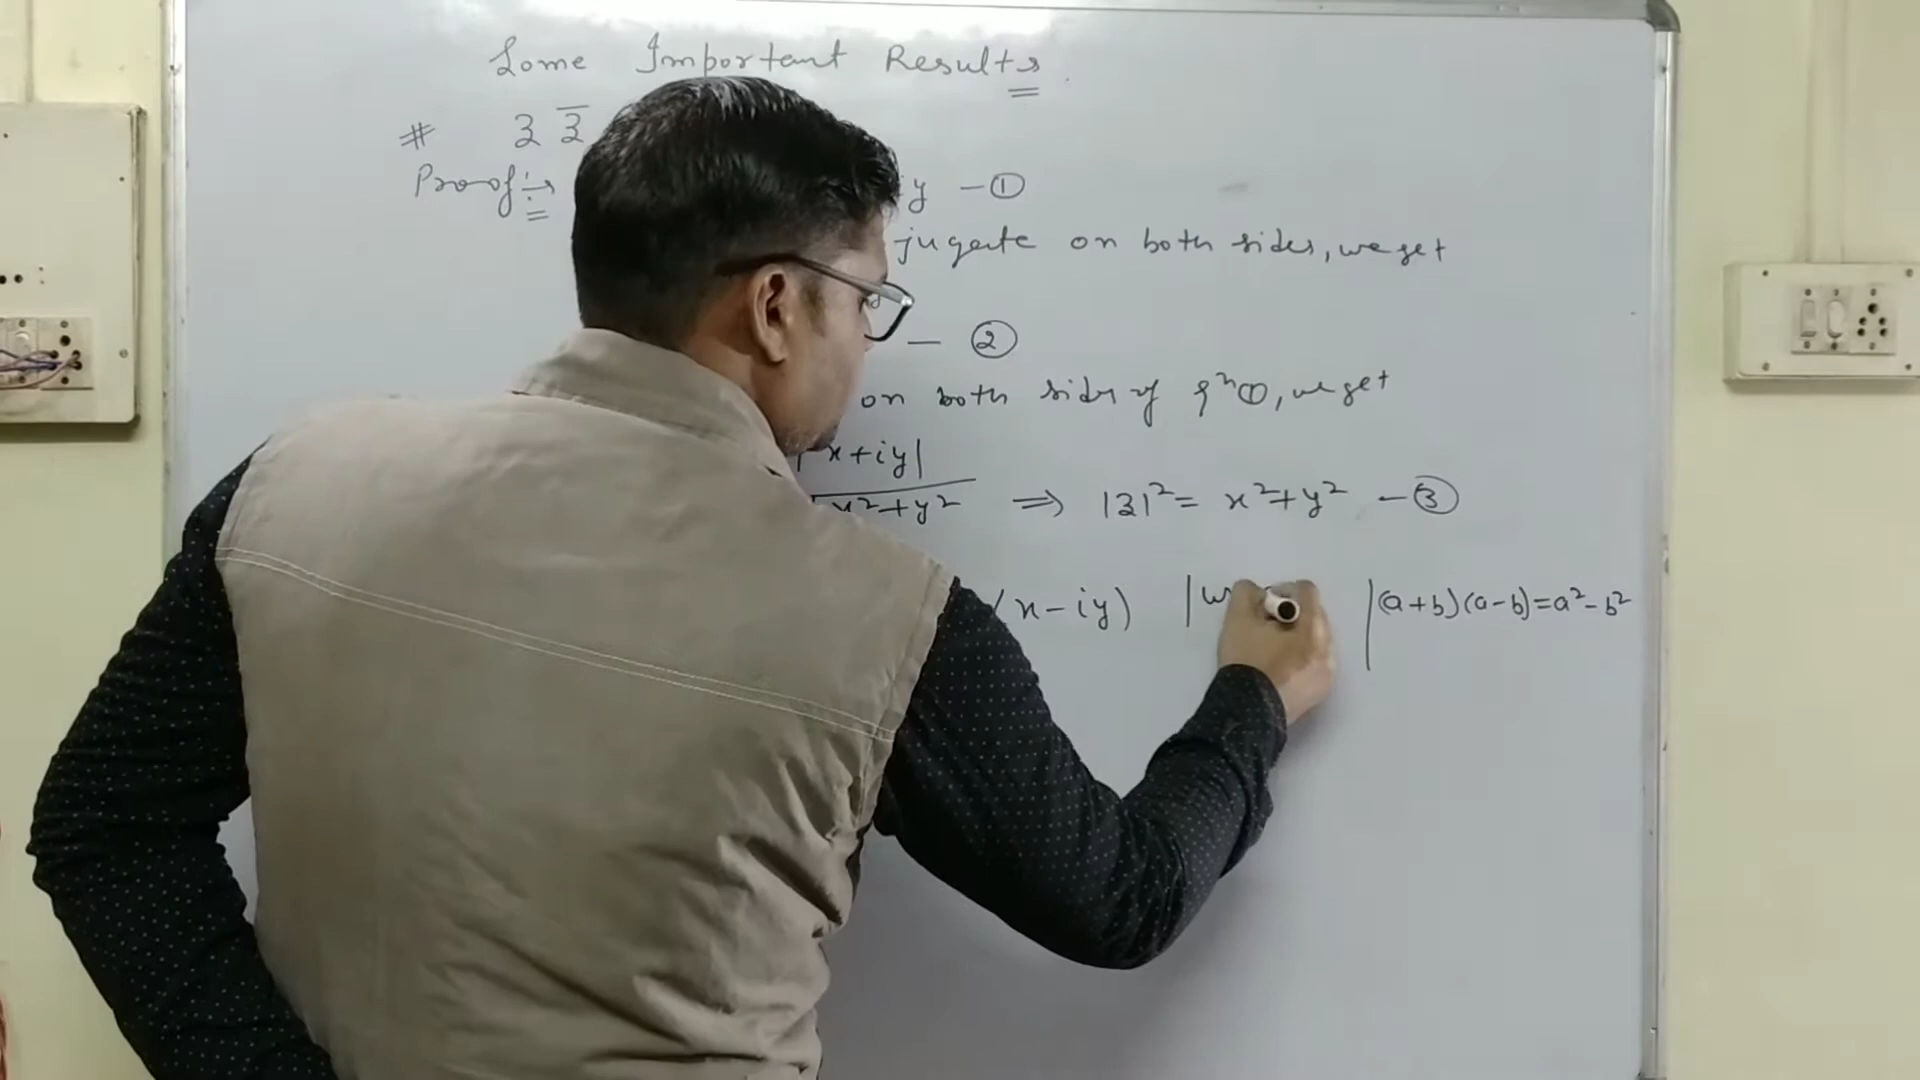 Some Important Results
# z z̅
Proof :→ y — ①
jugate on both sides, we get
— ②
on both sides of eqⁿ ①, we get
|x+iy|
√x²+y² ⇒ |z|² = x²+y² — ③
(x-iy) | |(a+b)(a-b)=a²-b²